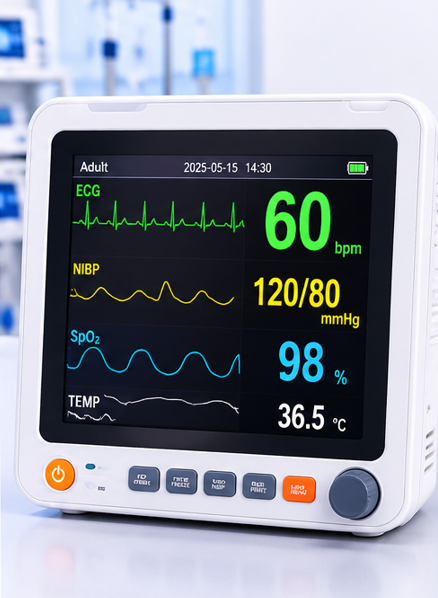 Adult 2025-05-15 14:30
ECG
60 bpm
NIBP
120/80
mmHg
SpO₂
98 %
TEMP
36.5 °C